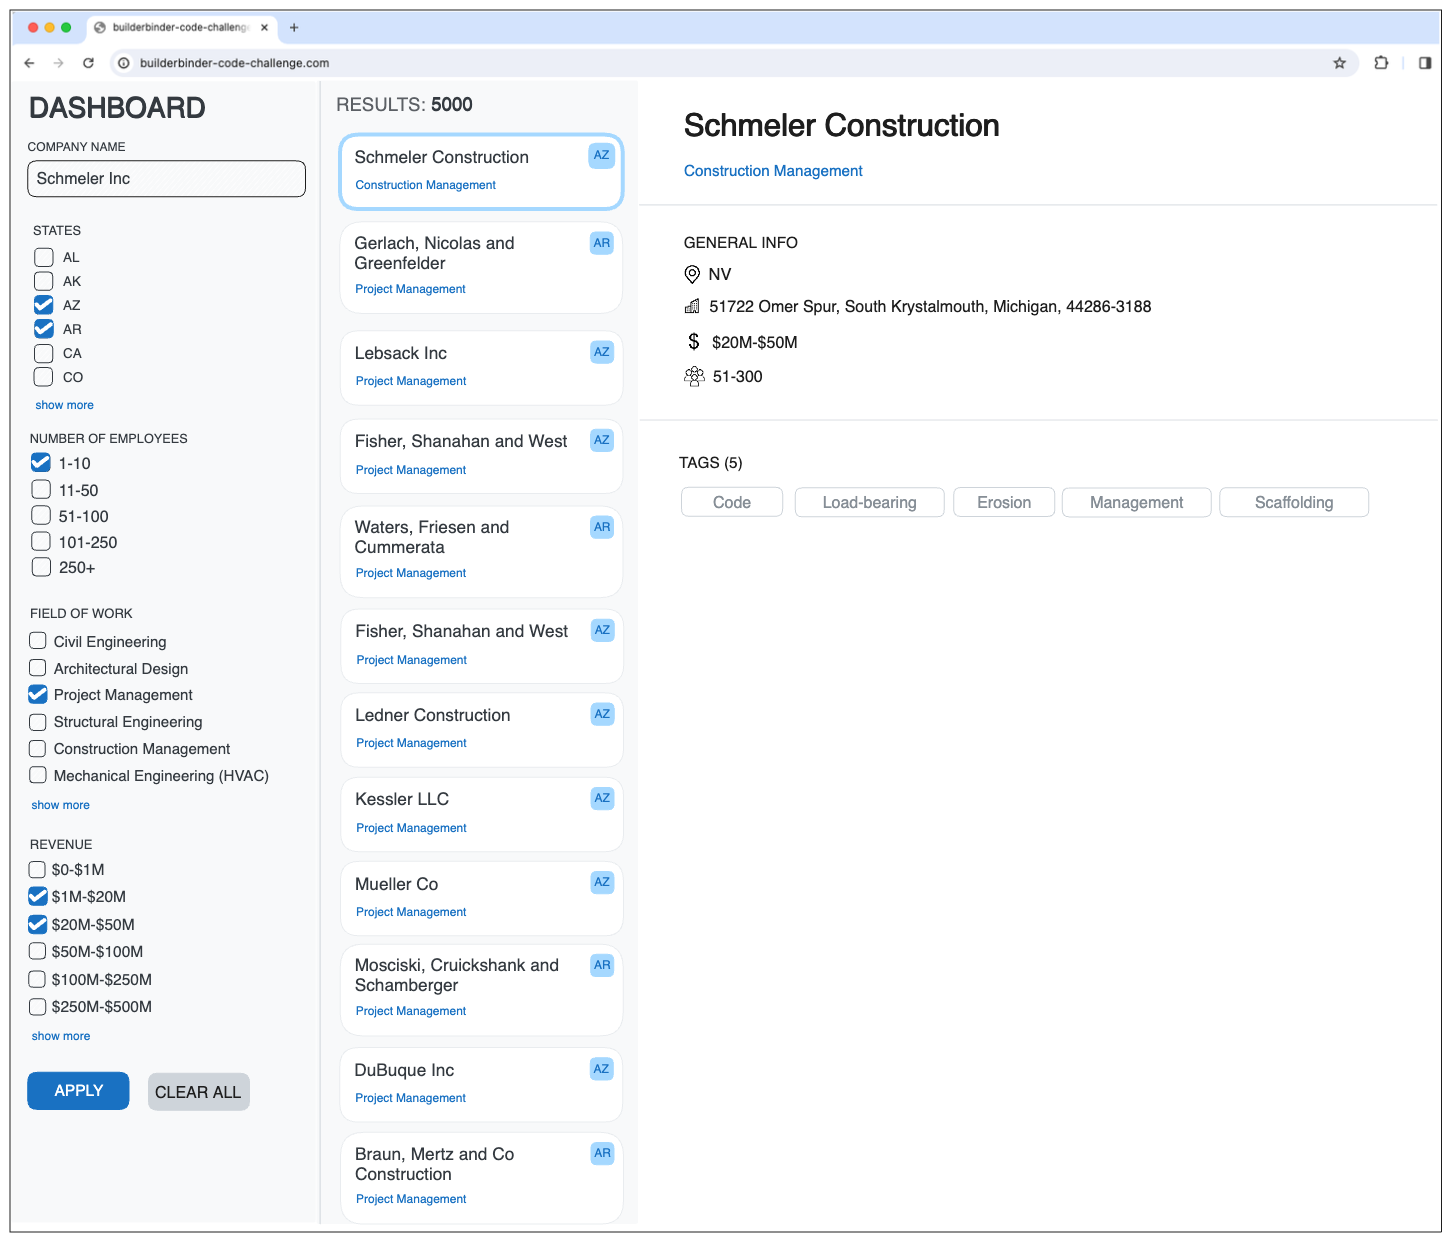 builderbinder-code-challeng
builderbinder-code-challenge.com
DASHBOARD
COMPANY NAME
Schmeler Inc
STATES
AL
AK
AZ
AR
CA
CO
show more
NUMBER OF EMPLOYEES
1-10
11-50
51-100
101-250
250+
FIELD OF WORK
Civil Engineering
Architectural Design
Project Management
Structural Engineering
Construction Management
Mechanical Engineering (HVAC)
show more
REVENUE
$0-$1M
$1M-$20M
$20M-$50M
$50M-$100M
$100M-$250M
$250M-$500M
show more
APPLY
CLEAR ALL
RESULTS: 5000
Schmeler Construction
AZ
Construction Management
Gerlach, Nicolas and
Greenfelder
AR
Project Management
Lebsack Inc
AZ
Project Management
Fisher, Shanahan and West
AZ
Project Management
Waters, Friesen and
Cummerata
AR
Project Management
Fisher, Shanahan and West
AZ
Project Management
Ledner Construction
AZ
Project Management
Kessler LLC
AZ
Project Management
Mueller Co
AZ
Project Management
Mosciski, Cruickshank and
Schamberger
AR
Project Management
DuBuque Inc
AZ
Project Management
Braun, Mertz and Co
Construction
AR
Project Management
Schmeler Construction
Construction Management
GENERAL INFO
NV
51722 Omer Spur, South Krystalmouth, Michigan, 44286-3188
$ $20M-$50M
51-300
TAGS (5)
Code
Load-bearing
Erosion
Management
Scaffolding